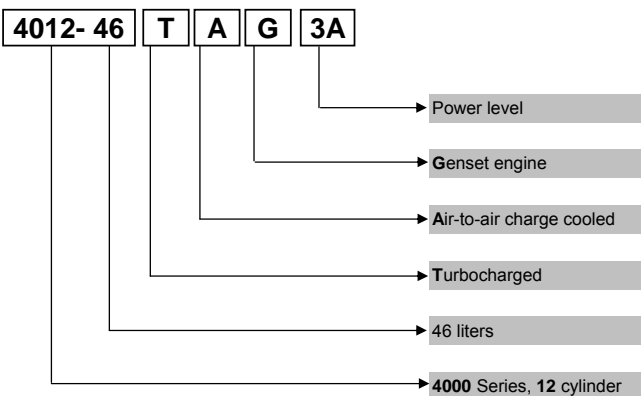 4012- 46 T A G 3A
Power level
Genset engine
Air-to-air charge cooled
Turbocharged
46 liters
4000 Series, 12 cylinder